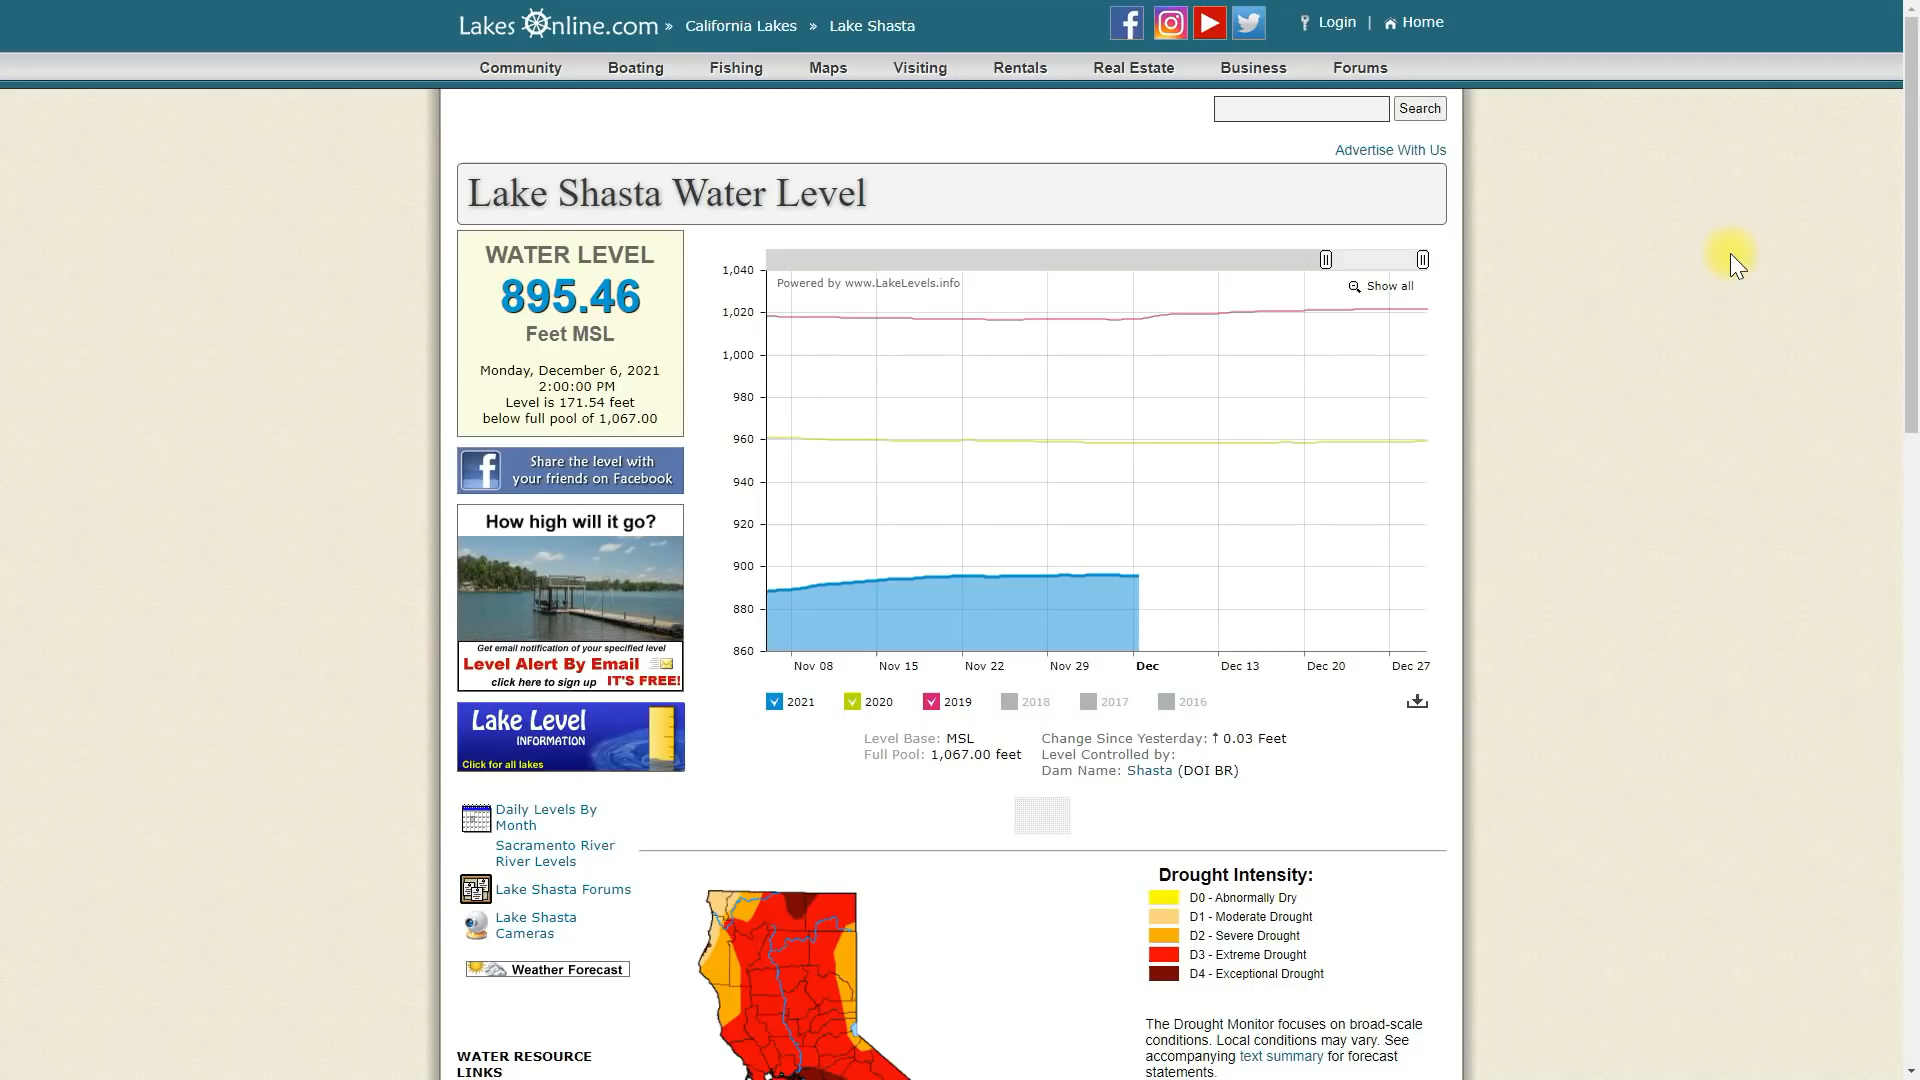 Lakes Online.com » California Lakes » Lake Shasta
Login | Home
Community Boating Fishing Maps Visiting Rentals Real Estate Business Forums
Search
Advertise With Us
Lake Shasta Water Level
WATER LEVEL
895.46
Feet MSL
Monday, December 6, 2021
2:00:00 PM
Level is 171.54 feet
below full pool of 1,067.00
Share the level with
your friends on Facebook
How high will it go?
Get email notification of your specified level
Level Alert By Email
click here to sign up IT'S FREE!
Lake Level
INFORMATION
Click for all lakes
Powered by www.LakeLevels.info
Show all
1,040
1,020
1,000
980
960
940
920
900
880
860
Nov 08 Nov 15 Nov 22 Nov 29 Dec Dec 13 Dec 20 Dec 27
2021 2020 2019 2018 2017 2016
Level Base: MSL
Full Pool: 1,067.00 feet
Change Since Yesterday: ↑ 0.03 Feet
Level Controlled by:
Dam Name: Shasta (DOI BR)
Daily Levels By
Month
Sacramento River
River Levels
Lake Shasta Forums
Lake Shasta
Cameras
Weather Forecast
WATER RESOURCE
LINKS
Drought Intensity:
D0 - Abnormally Dry
D1 - Moderate Drought
D2 - Severe Drought
D3 - Extreme Drought
D4 - Exceptional Drought
The Drought Monitor focuses on broad-scale
conditions. Local conditions may vary. See
accompanying text summary for forecast
statements.